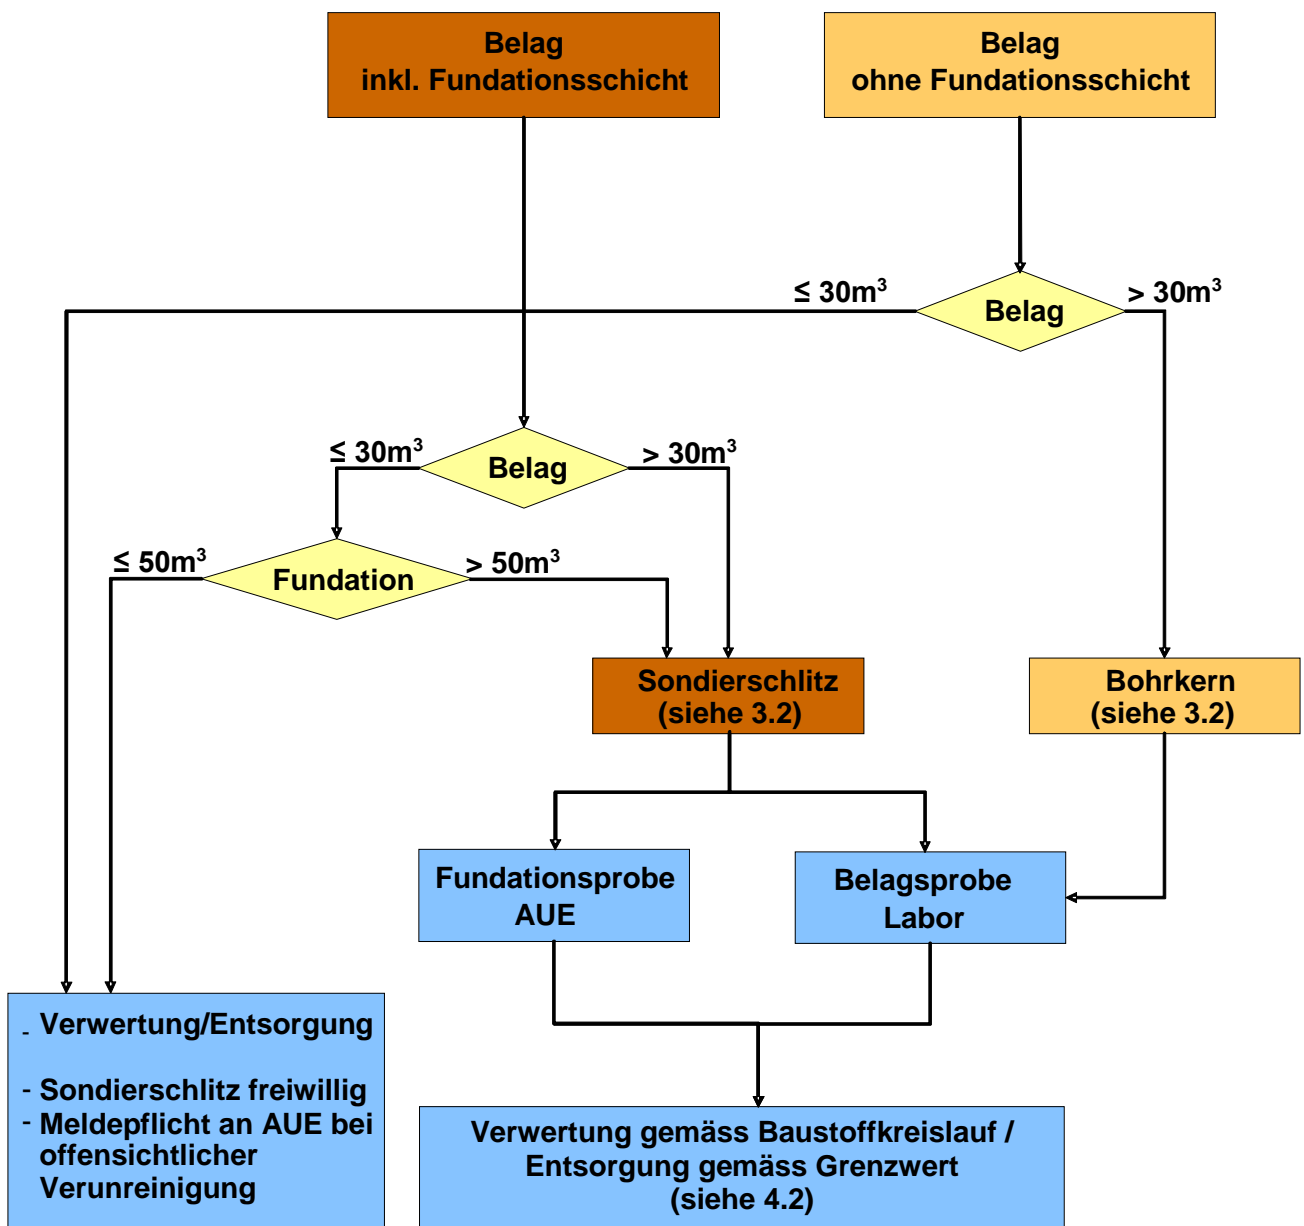 Belag
inkl. Fundationsschicht
Belag
ohne Fundationsschicht
≤ 30m³
> 30m³
Belag
≤ 30m³
> 30m³
Belag
≤ 50m³
> 50m³
Fundation
Sondierschlitz
(siehe 3.2)
Bohrkern
(siehe 3.2)
Fundationsprobe
AUE
Belagsprobe
Labor
- Verwertung/Entsorgung
- Sondierschlitz freiwillig
- Meldepflicht an AUE bei
offensichtlicher
Verunreinigung
Verwertung gemäss Baustoffkreislauf /
Entsorgung gemäss Grenzwert
(siehe 4.2)